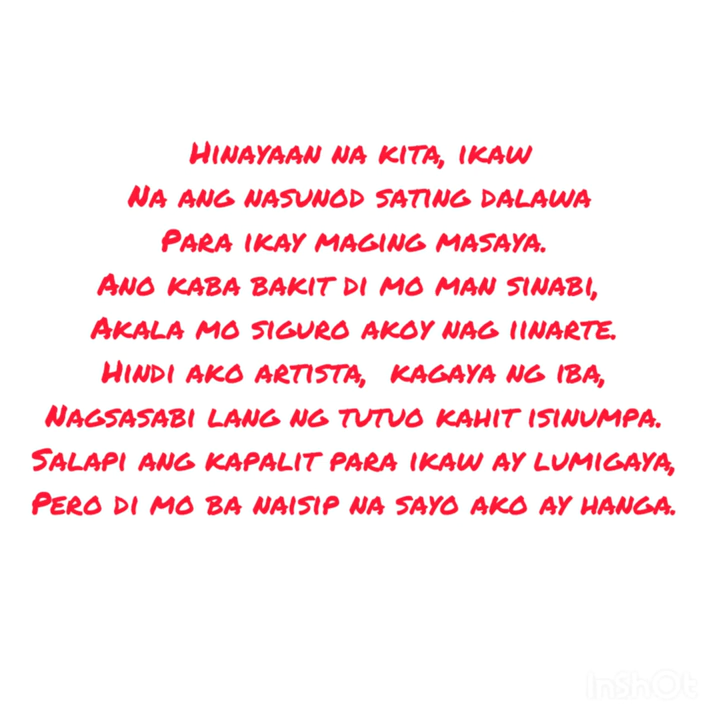 Hinayaan na kita, ikaw
Na ang nasunod sating dalawa
Para ikay maging masaya.
Ano kaba bakit di mo man sinabi,
Akala mo siguro akoy nag iinarte.
Hindi ako artista, kagaya ng iba,
Nagsasabi lang ng tutuo kahit isinumpa.
Salapi ang kapalit para ikaw ay lumigaya,
Pero di mo ba naisip na sayo ako ay hanga.
InShOt